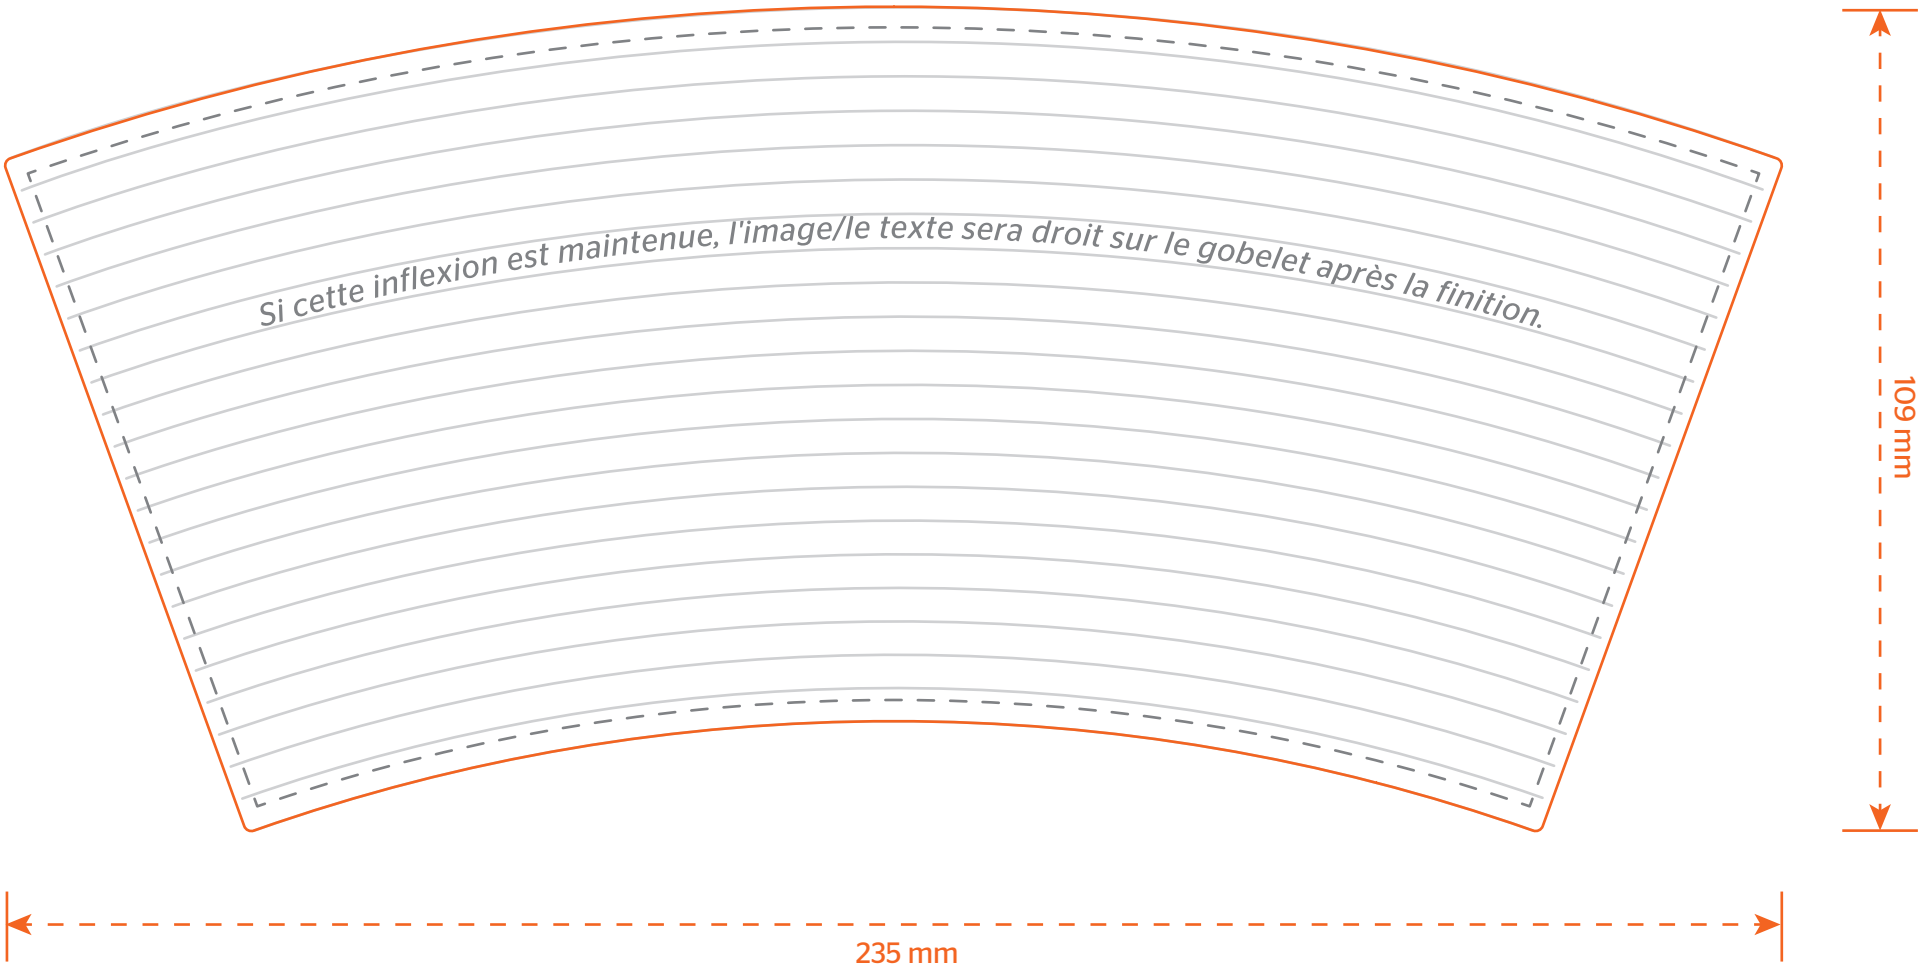 Si cette inflexion est maintenue, l'image/le texte sera droit sur le gobelet après la finition.
109 mm
235 mm